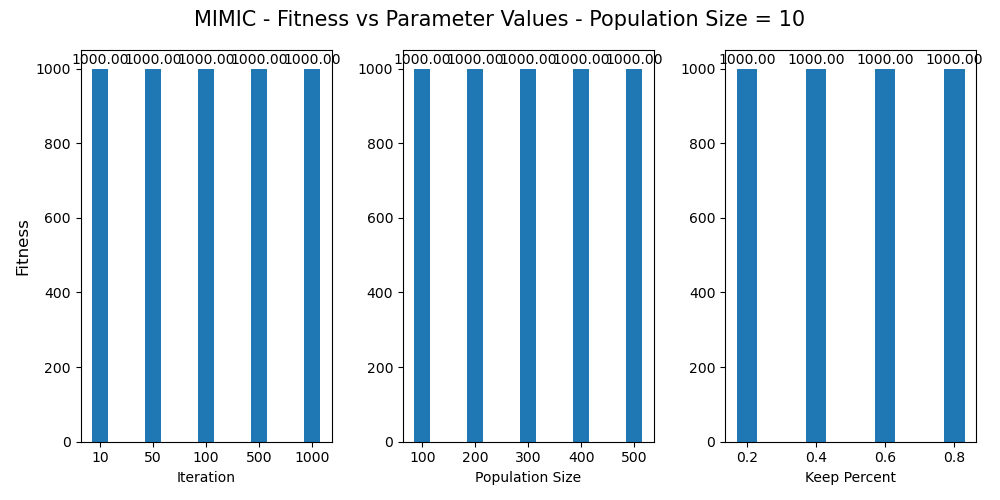 MIMIC - Fitness vs Parameter Values - Population Size = 10
Fitness
1000.00 1000.00 1000.00 1000.00 1000.00
1000
800
600
400
200
0
10 50 100 500 1000
Iteration
1000.00 1000.00 1000.00 1000.00 1000.00
1000
800
600
400
200
0
100 200 300 400 500
Population Size
1000.00 1000.00 1000.00 1000.00
1000
800
600
400
200
0
0.2 0.4 0.6 0.8
Keep Percent